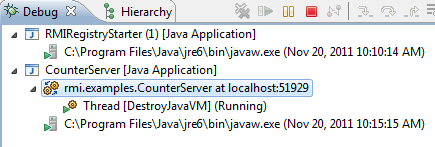 Debug Hierarchy
RMIRegistryStarter (1) [Java Application]
C:\Program Files\Java\jre6\bin\javaw.exe (Nov 20, 2011 10:10:14 AM)
CounterServer [Java Application]
rmi.examples.CounterServer at localhost:51929
Thread [DestroyJavaVM] (Running)
C:\Program Files\Java\jre6\bin\javaw.exe (Nov 20, 2011 10:15:15 AM)